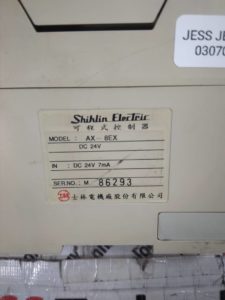 JESS JE
0307
Shihlin Electric
可程式控制器
MODEL: AX - 8EX
DC 24V
IN : DC 24V 7mA
SER.NO.: M 86293
士林電機廠股份有限公司